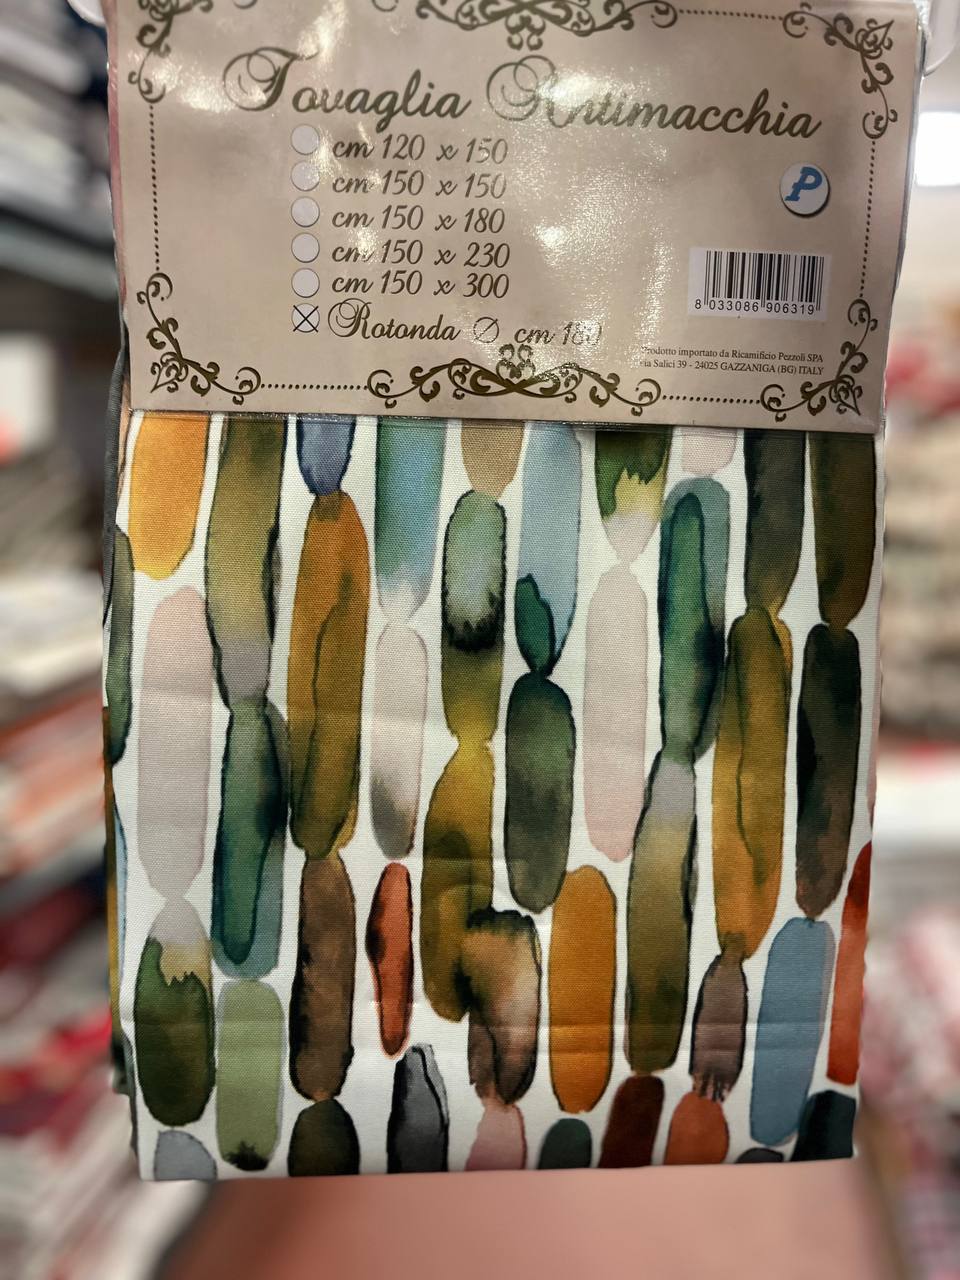 Tovaglia Antimacchia
cm 120 x 150
cm 150 x 150
cm 150 x 180
cm 150 x 230
cm 150 x 300
Rotonda Ø cm 180
P
8 033086 906319
Prodotto importato da Ricamificio Pezzoli SPA
Via Salici 39 - 24025 GAZZANIGA (BG) ITALY